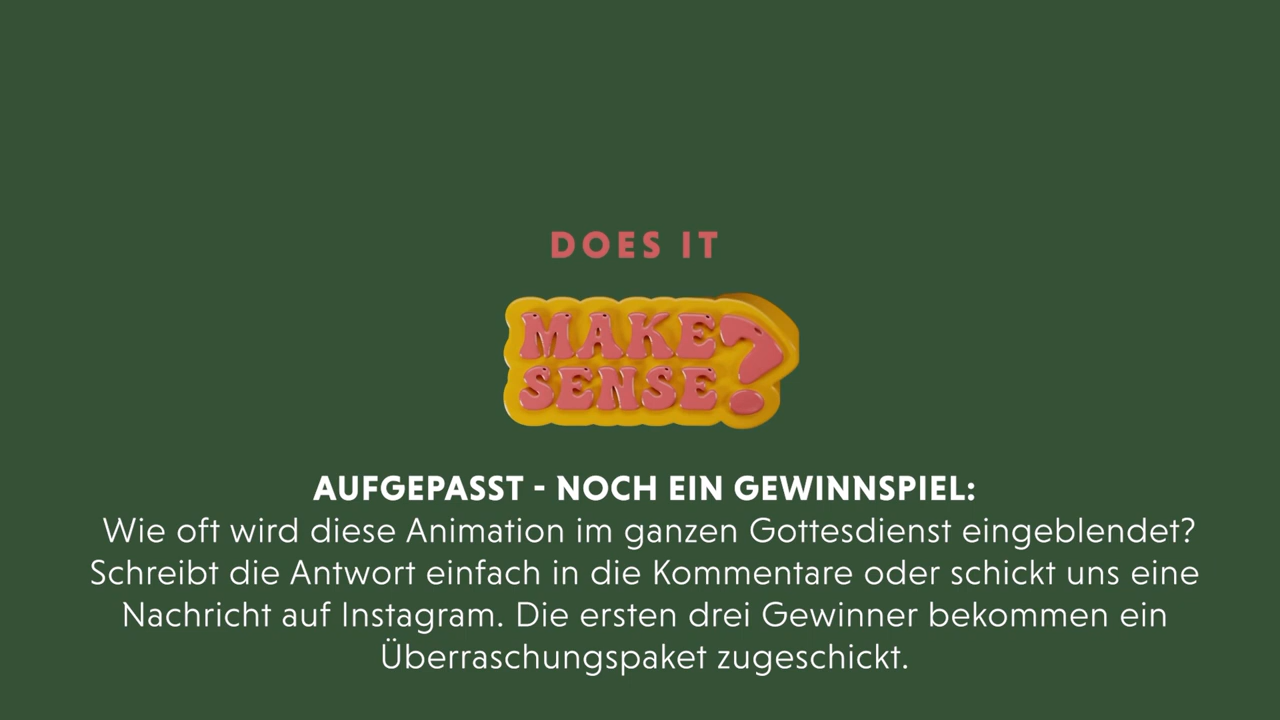 DOES IT
MAKE
SENSE?
AUFGEPASST - NOCH EIN GEWINNSPIEL:
Wie oft wird diese Animation im ganzen Gottesdienst eingeblendet?
Schreibt die Antwort einfach in die Kommentare oder schickt uns eine
Nachricht auf Instagram. Die ersten drei Gewinner bekommen ein
Überraschungspaket zugeschickt.